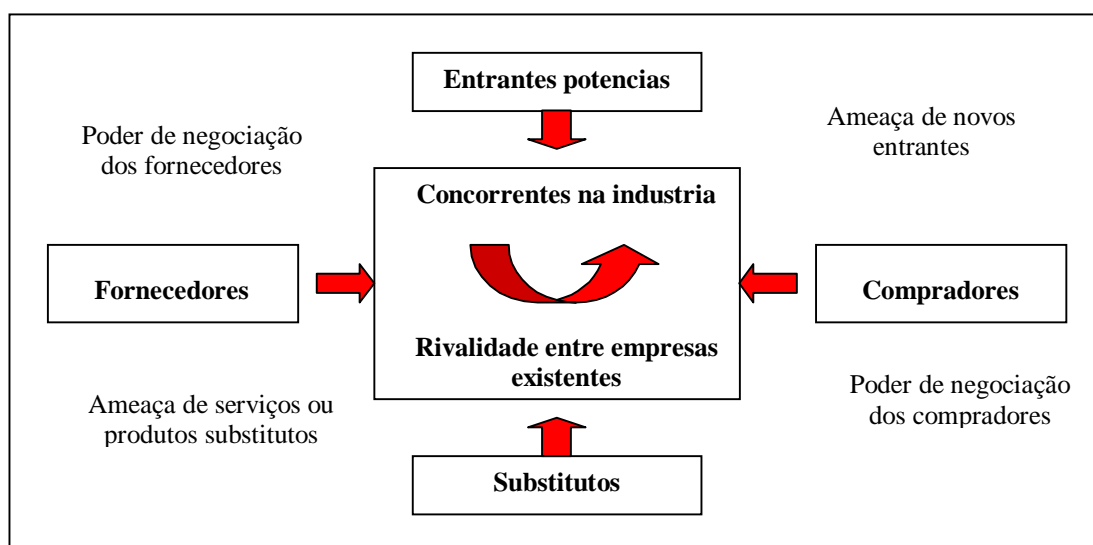 Entrantes potencias
Poder de negociação
dos fornecedores
Ameaça de novos
entrantes
Concorrentes na industria
Fornecedores
Compradores
Rivalidade entre empresas
existentes
Ameaça de serviços ou
produtos substitutos
Poder de negociação
dos compradores
Substitutos